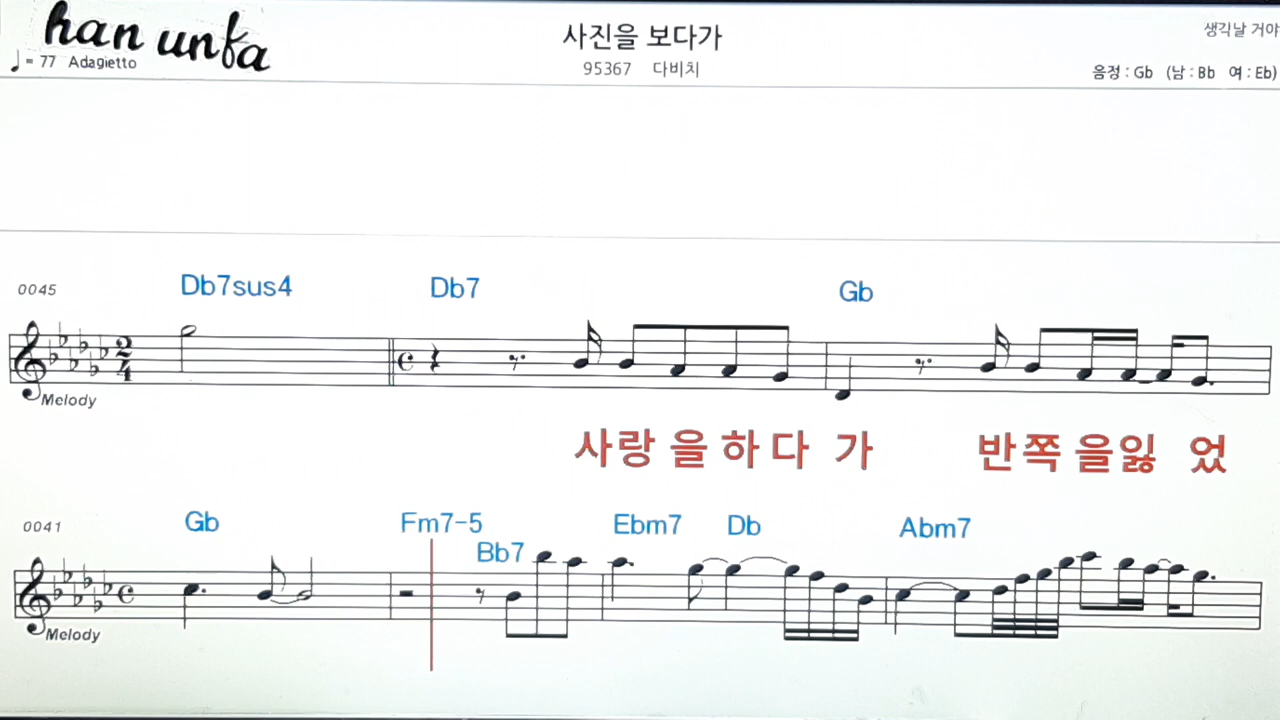 han unfa
사진을 보다가
생각날 거야
♩= 77 Adagietto
95367 다비치
음정 : Gb (남 : Bb 여 : Eb)
0045 Db7sus4 Db7 Gb
2/4
Melody
사랑 을 하 다 가 반쪽 을잃 었
0041 Gb Fm7-5 Bb7 Ebm7 Db Abm7
Melody